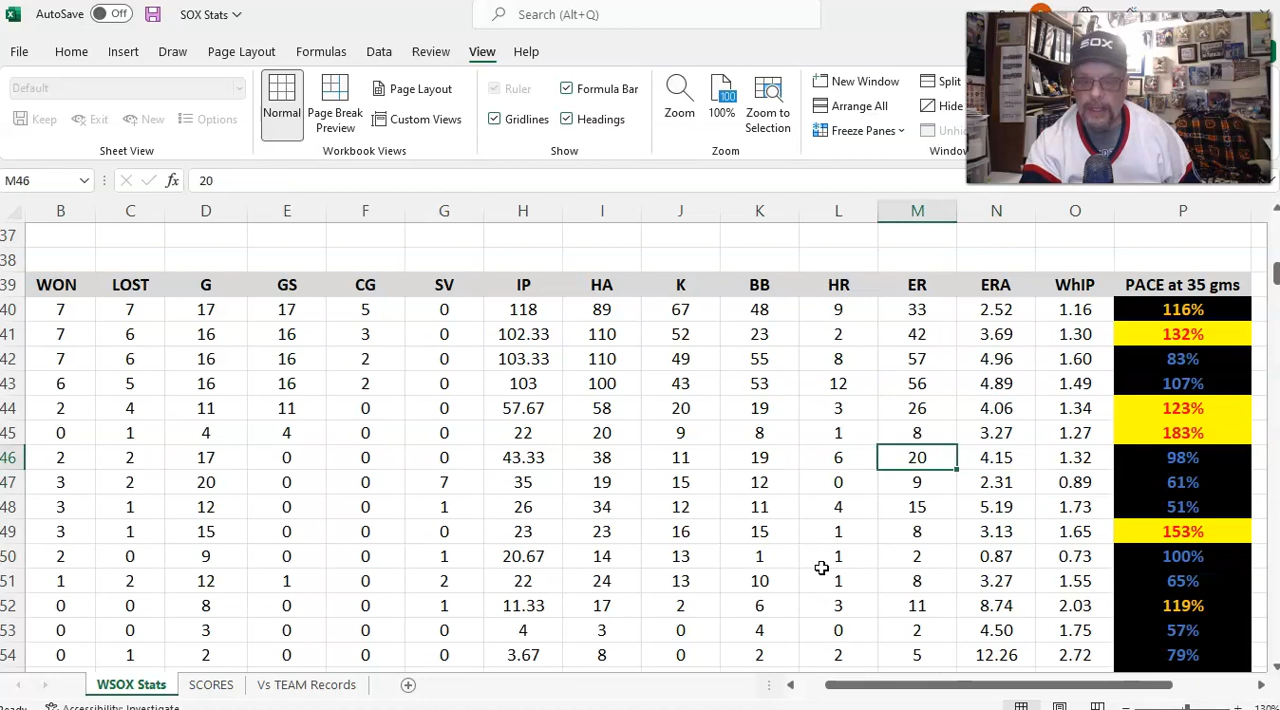 AutoSave Off SOX Stats Search (Alt+Q)
File Home Insert Draw Page Layout Formulas Data Review View Help
Default
Keep Exit New Options
Normal Page Break Preview Page Layout Custom Views
Ruler Formula Bar Gridlines Headings
Zoom 100% Zoom to Selection
New Window Arrange All Freeze Panes Split Hide
Sheet View Workbook Views Show Zoom
SOX
M46 fx 20
B C D E F G H I J K L M N O P
37
38
39 WON LOST G GS CG SV IP HA K BB HR ER ERA WhIP PACE at 35 gms
40 7 7 17 17 5 0 118 89 67 48 9 33 2.52 1.16 116%
41 7 6 16 16 3 0 102.33 110 52 23 2 42 3.69 1.30 132%
42 7 6 16 16 2 0 103.33 110 49 55 8 57 4.96 1.60 83%
43 6 5 16 16 2 0 103 100 43 53 12 56 4.89 1.49 107%
44 2 4 11 11 0 0 57.67 58 20 19 3 26 4.06 1.34 123%
45 0 1 4 4 0 0 22 20 9 8 1 8 3.27 1.27 183%
46 2 2 17 0 0 0 43.33 38 11 19 6 20 4.15 1.32 98%
47 3 2 20 0 0 7 35 19 15 12 0 9 2.31 0.89 61%
48 3 1 12 0 0 1 26 34 12 11 4 15 5.19 1.73 51%
49 3 1 15 0 0 0 23 23 16 15 1 8 3.13 1.65 153%
50 2 0 9 0 0 1 20.67 14 13 1 1 2 0.87 0.73 100%
51 1 2 12 1 0 2 22 24 13 10 1 8 3.27 1.55 65%
52 0 0 8 0 0 1 11.33 17 2 6 3 11 8.74 2.03 119%
53 0 0 3 0 0 0 4 3 0 4 0 2 4.50 1.75 57%
54 0 1 2 0 0 0 3.67 8 0 2 2 5 12.26 2.72 79%
WSOX Stats SCORES Vs TEAM Records
Accessibility: Investigate 130%